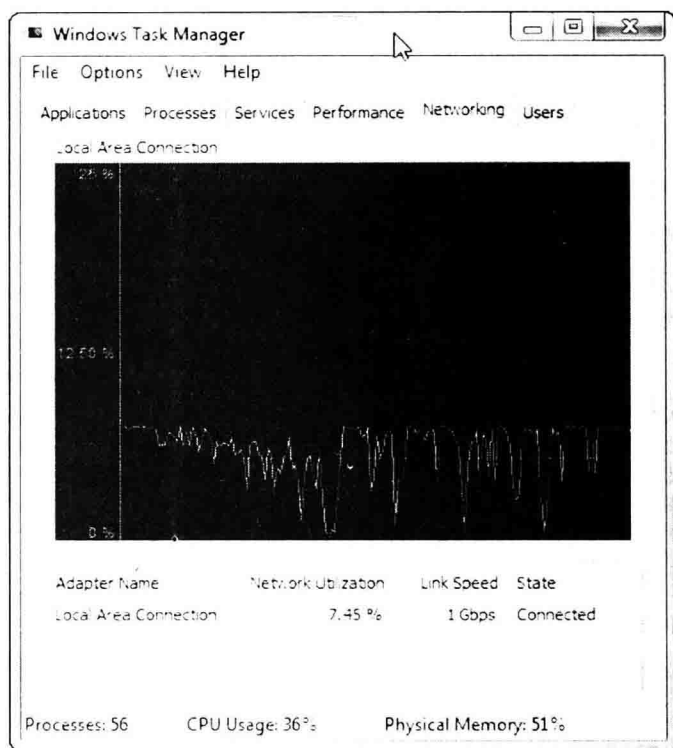 Windows Task Manager
File Options View Help
Applications Processes Services Performance Networking Users
Local Area Connection
25 %
12.50 %
0 %
Adapter Name Network Utilization Link Speed State
Local Area Connection 7.45 % 1 Gbps Connected
Processes: 56 CPU Usage: 36% Physical Memory: 51%